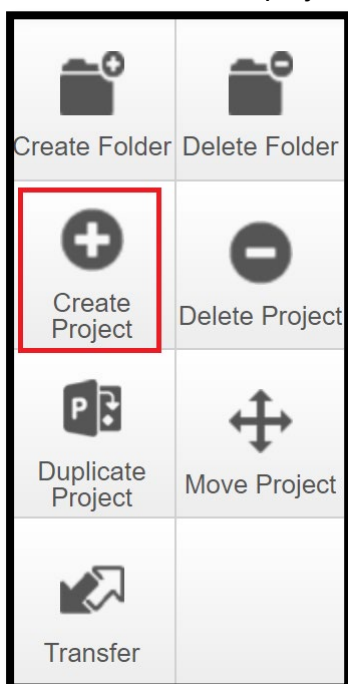 Create Folder
Delete Folder
Create
Project
Delete Project
P
Duplicate
Project
Move Project
Transfer